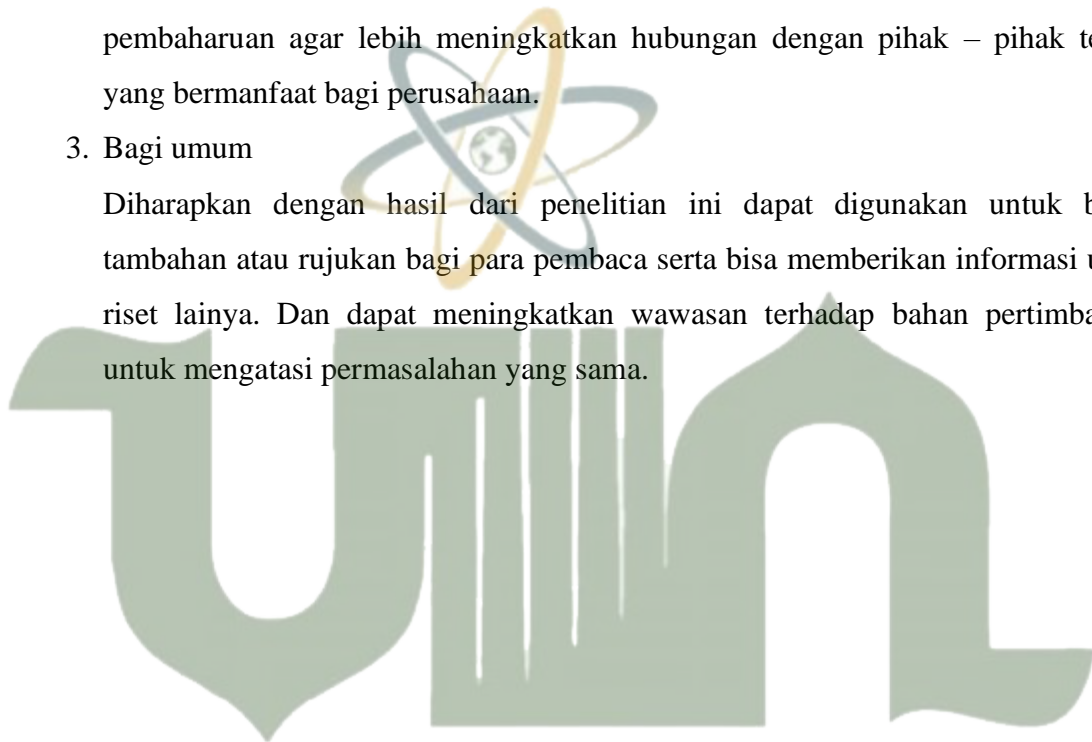 pembaharuan agar lebih meningkatkan hubungan dengan pihak – pihak
yang bermanfaat bagi perusahaan.
3. Bagi umum
Diharapkan dengan hasil dari penelitian ini dapat digunakan untuk
tambahan atau rujukan bagi para pembaca serta bisa memberikan informasi
riset lainya. Dan dapat meningkatkan wawasan terhadap bahan
untuk mengatasi permasalahan yang sama.